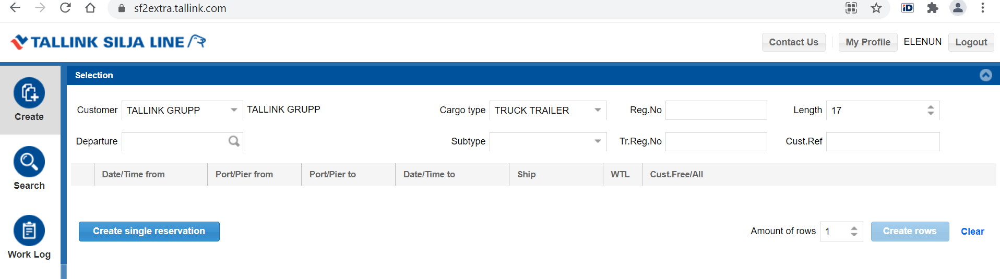 sf2extra.tallink.com
iD
TALLINK SILJA LINE
Contact Us My Profile ELENUN Logout
Selection
Create
Customer TALLINK GRUPP TALLINK GRUPP Cargo type TRUCK TRAILER Reg.No Length 17
Departure Subtype Tr.Reg.No Cust.Ref
Search
Date/Time from Port/Pier from Port/Pier to Date/Time to Ship WTL Cust.Free/All
Work Log
Create single reservation Amount of rows 1 Create rows Clear